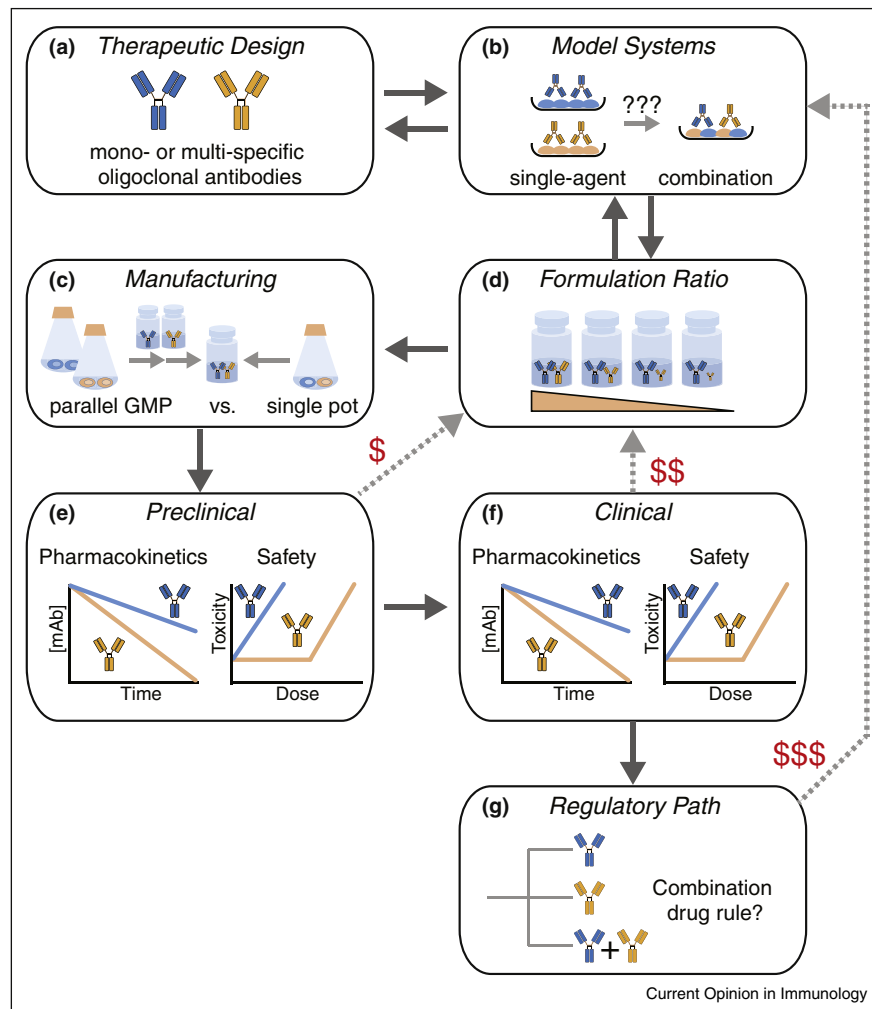 (a) Therapeutic Design
mono- or multi-specific
oligoclonal antibodies
(b) Model Systems
???
single-agent combination
(c) Manufacturing
parallel GMP vs. single pot
(d) Formulation Ratio
$
$$
(e) Preclinical
Pharmacokinetics Safety
[mAb]
Time
Toxicity
Dose
(f) Clinical
Pharmacokinetics Safety
[mAb]
Time
Toxicity
Dose
$$$
(g) Regulatory Path
Combination
drug rule?
+
Current Opinion in Immunology